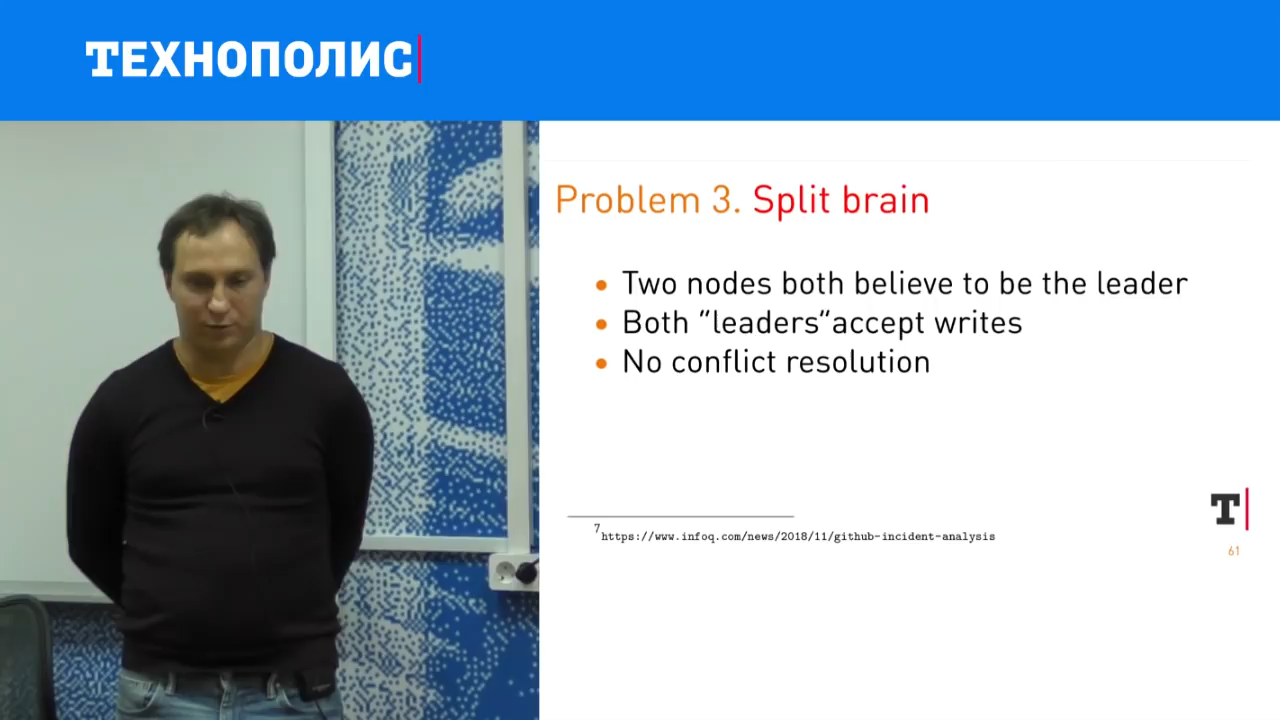 ТЕХНОПОЛИС
Problem 3. Split brain
• Two nodes both believe to be the leader
• Both ”leaders“accept writes
• No conflict resolution
7https://www.infoq.com/news/2018/11/github-incident-analysis
T
61